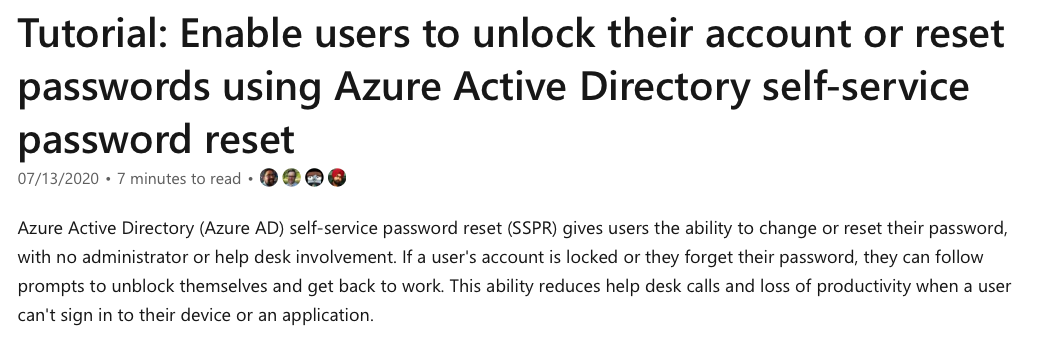 Tutorial: Enable users to unlock their account or reset
passwords using Azure Active Directory self-service
password reset
07/13/2020 • 7 minutes to read •
Azure Active Directory (Azure AD) self-service password reset (SSPR) gives users the ability to change or reset their password,
with no administrator or help desk involvement. If a user's account is locked or they forget their password, they can follow
prompts to unblock themselves and get back to work. This ability reduces help desk calls and loss of productivity when a user
can't sign in to their device or an application.